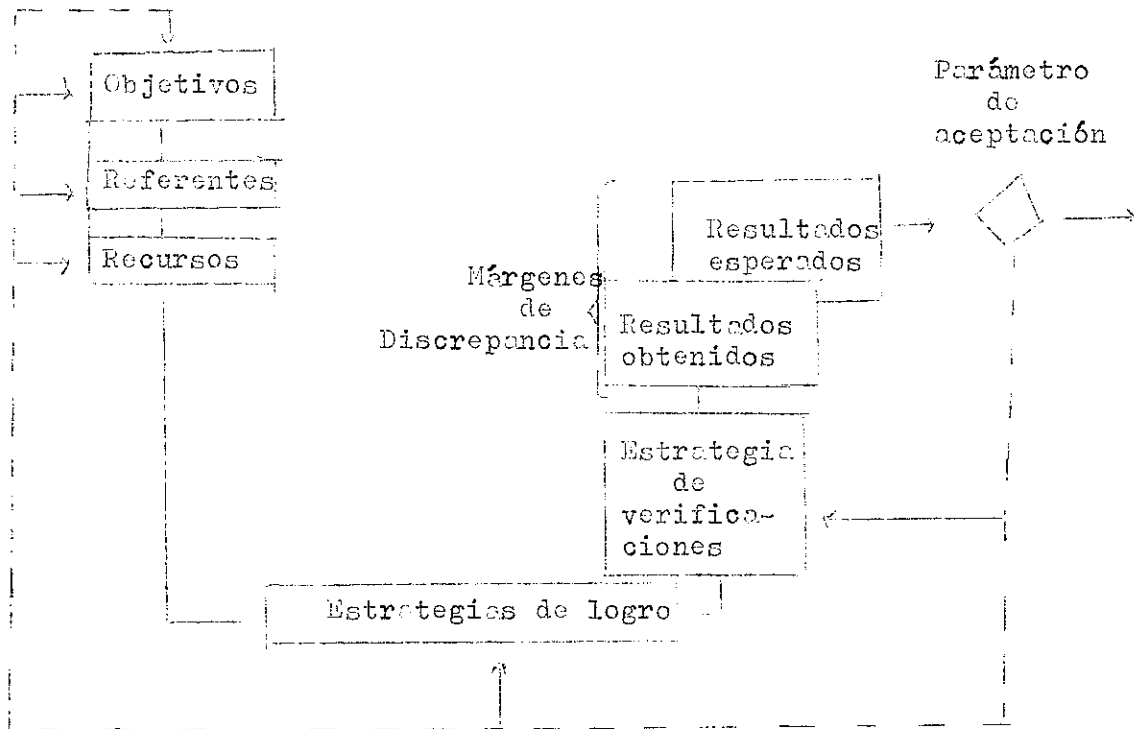 Objetivos
Referentes
Recursos
Márgenes
de
Discrepancia
Resultados
esperados
Resultados
obtenidos
Estrategia
de
verifica-
ciones
Estrategias de logro
Parámetro
de
aceptación